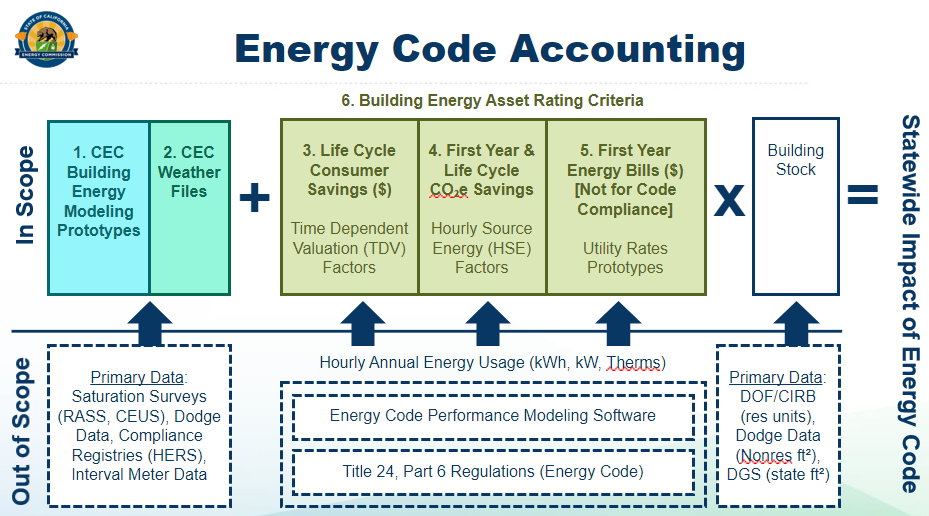 STATE OF CALIFORNIA
ENERGY COMMISSION
Energy Code Accounting
6. Building Energy Asset Rating Criteria
In Scope
1. CEC
Building
Energy
Modeling
Prototypes
2. CEC
Weather
Files
+
3. Life Cycle
Consumer
Savings ($)
Time Dependent
Valuation (TDV)
Factors
4. First Year &
Life Cycle
CO₂e Savings
Hourly Source
Energy (HSE)
Factors
5. First Year
Energy Bills ($)
[Not for Code
Compliance]
Utility Rates
Prototypes
x
Building
Stock
=
Statewide Impact of Energy Code
Out of Scope
Primary Data:
Saturation Surveys
(RASS, CEUS), Dodge
Data, Compliance
Registries (HERS),
Interval Meter Data
Hourly Annual Energy Usage (kWh, kW, Therms)
Energy Code Performance Modeling Software
Title 24, Part 6 Regulations (Energy Code)
Primary Data:
DOF/CIRB
(res units),
Dodge Data
(Nonres ft²),
DGS (state ft²)